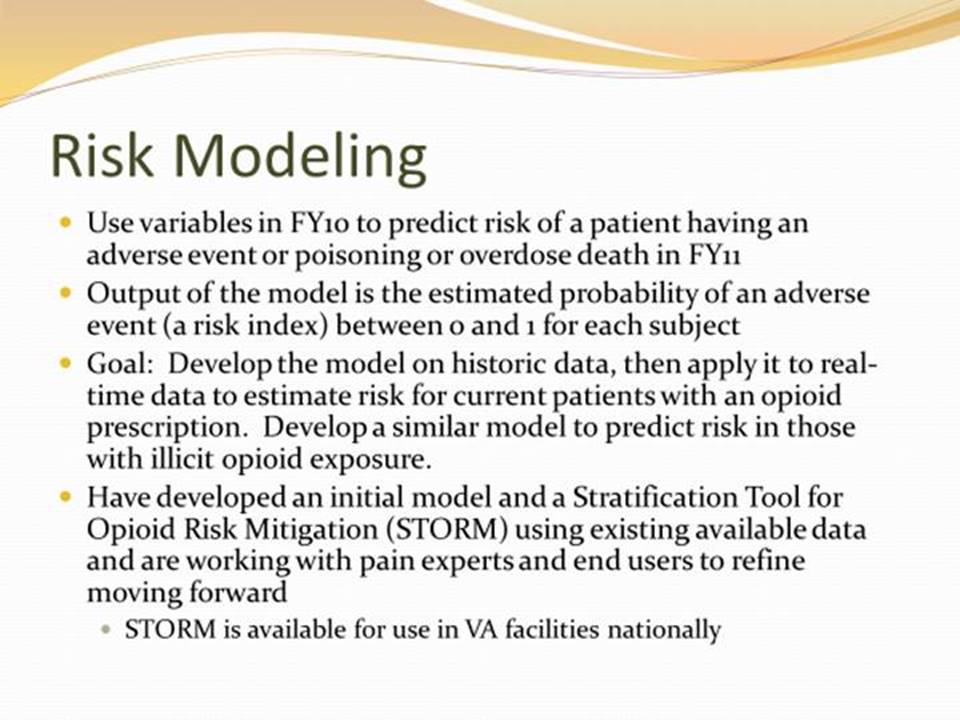 Risk Modeling
• Use variables in FY10 to predict risk of a patient having an
adverse event or poisoning or overdose death in FY11
• Output of the model is the estimated probability of an adverse
event (a risk index) between 0 and 1 for each subject
• Goal:  Develop the model on historic data, then apply it to real-
time data to estimate risk for current patients with an opioid
prescription.  Develop a similar model to predict risk in those
with illicit opioid exposure.
• Have developed an initial model and a Stratification Tool for
Opioid Risk Mitigation (STORM) using existing available data
and are working with pain experts and end users to refine
moving forward
• STORM is available for use in VA facilities nationally